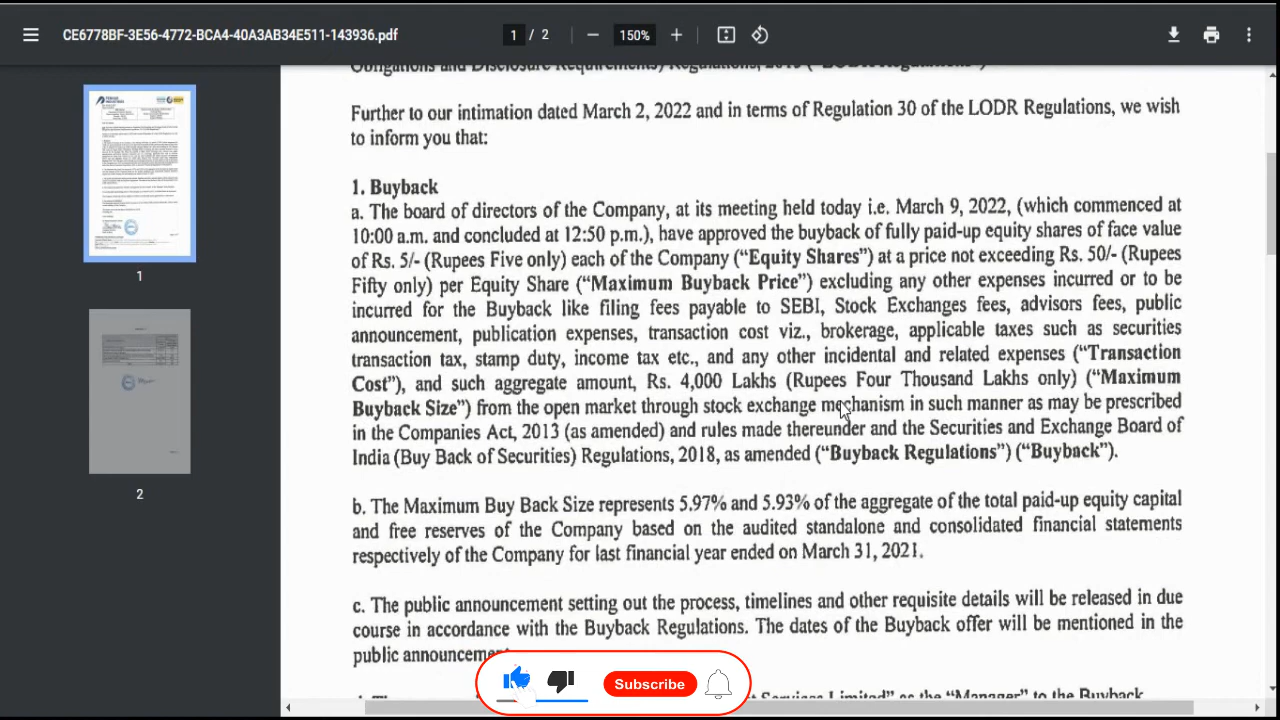 CE6778BF-3E56-4772-BCA4-40A3AB34E511-143936.pdf
1 / 2
150%
Further to our intimation dated March 2, 2022 and in terms of Regulation 30 of the LODR Regulations, we wish
to inform you that:
1. Buyback
a. The board of directors of the Company, at its meeting held today i.e. March 9, 2022, (which commenced at
10:00 a.m. and concluded at 12:50 p.m.), have approved the buyback of fully paid-up equity shares of face value
of Rs. 5/- (Rupees Five only) each of the Company (“Equity Shares”) at a price not exceeding Rs. 50/- (Rupees
Fifty only) per Equity Share (“Maximum Buyback Price”) excluding any other expenses incurred or to be
incurred for the Buyback like filing fees payable to SEBI, Stock Exchanges fees, advisors fees, public
announcement, publication expenses, transaction cost viz., brokerage, applicable taxes such as securities
transaction tax, stamp duty, income tax etc., and any other incidental and related expenses (“Transaction
Cost”), and such aggregate amount, Rs. 4,000 Lakhs (Rupees Four Thousand Lakhs only) (“Maximum
Buyback Size”) from the open market through stock exchange mechanism in such manner as may be prescribed
in the Companies Act, 2013 (as amended) and rules made thereunder and the Securities and Exchange Board of
India (Buy Back of Securities) Regulations, 2018, as amended (“Buyback Regulations”) (“Buyback”).
b. The Maximum Buy Back Size represents 5.97% and 5.93% of the aggregate of the total paid-up equity capital
and free reserves of the Company based on the audited standalone and consolidated financial statements
respectively of the Company for last financial year ended on March 31, 2021.
c. The public announcement setting out the process, timelines and other requisite details will be released in due
course in accordance with the Buyback Regulations. The dates of the Buyback offer will be mentioned in the
public announcement
Services Limited” as the “Manager” to the Buyback
1
2
Subscribe